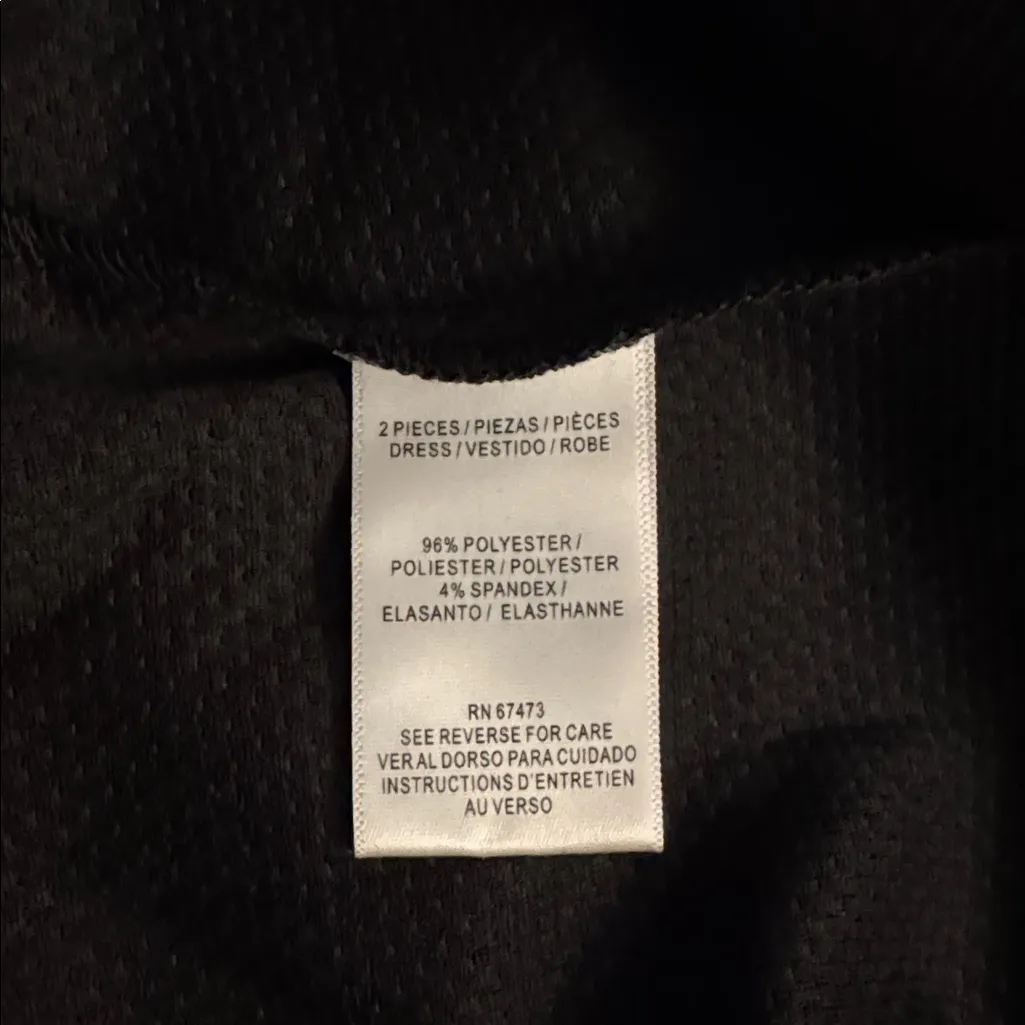 2 PIECES / PIEZAS / PIÈCES
DRESS / VESTIDO / ROBE
96% POLYESTER /
POLIESTER / POLYESTER
4% SPANDEX /
ELASANTO / ELASTHANNE
RN 67473
SEE REVERSE FOR CARE
VER AL DORSO PARA CUIDADO
INSTRUCTIONS D'ENTRETIEN
AU VERSO